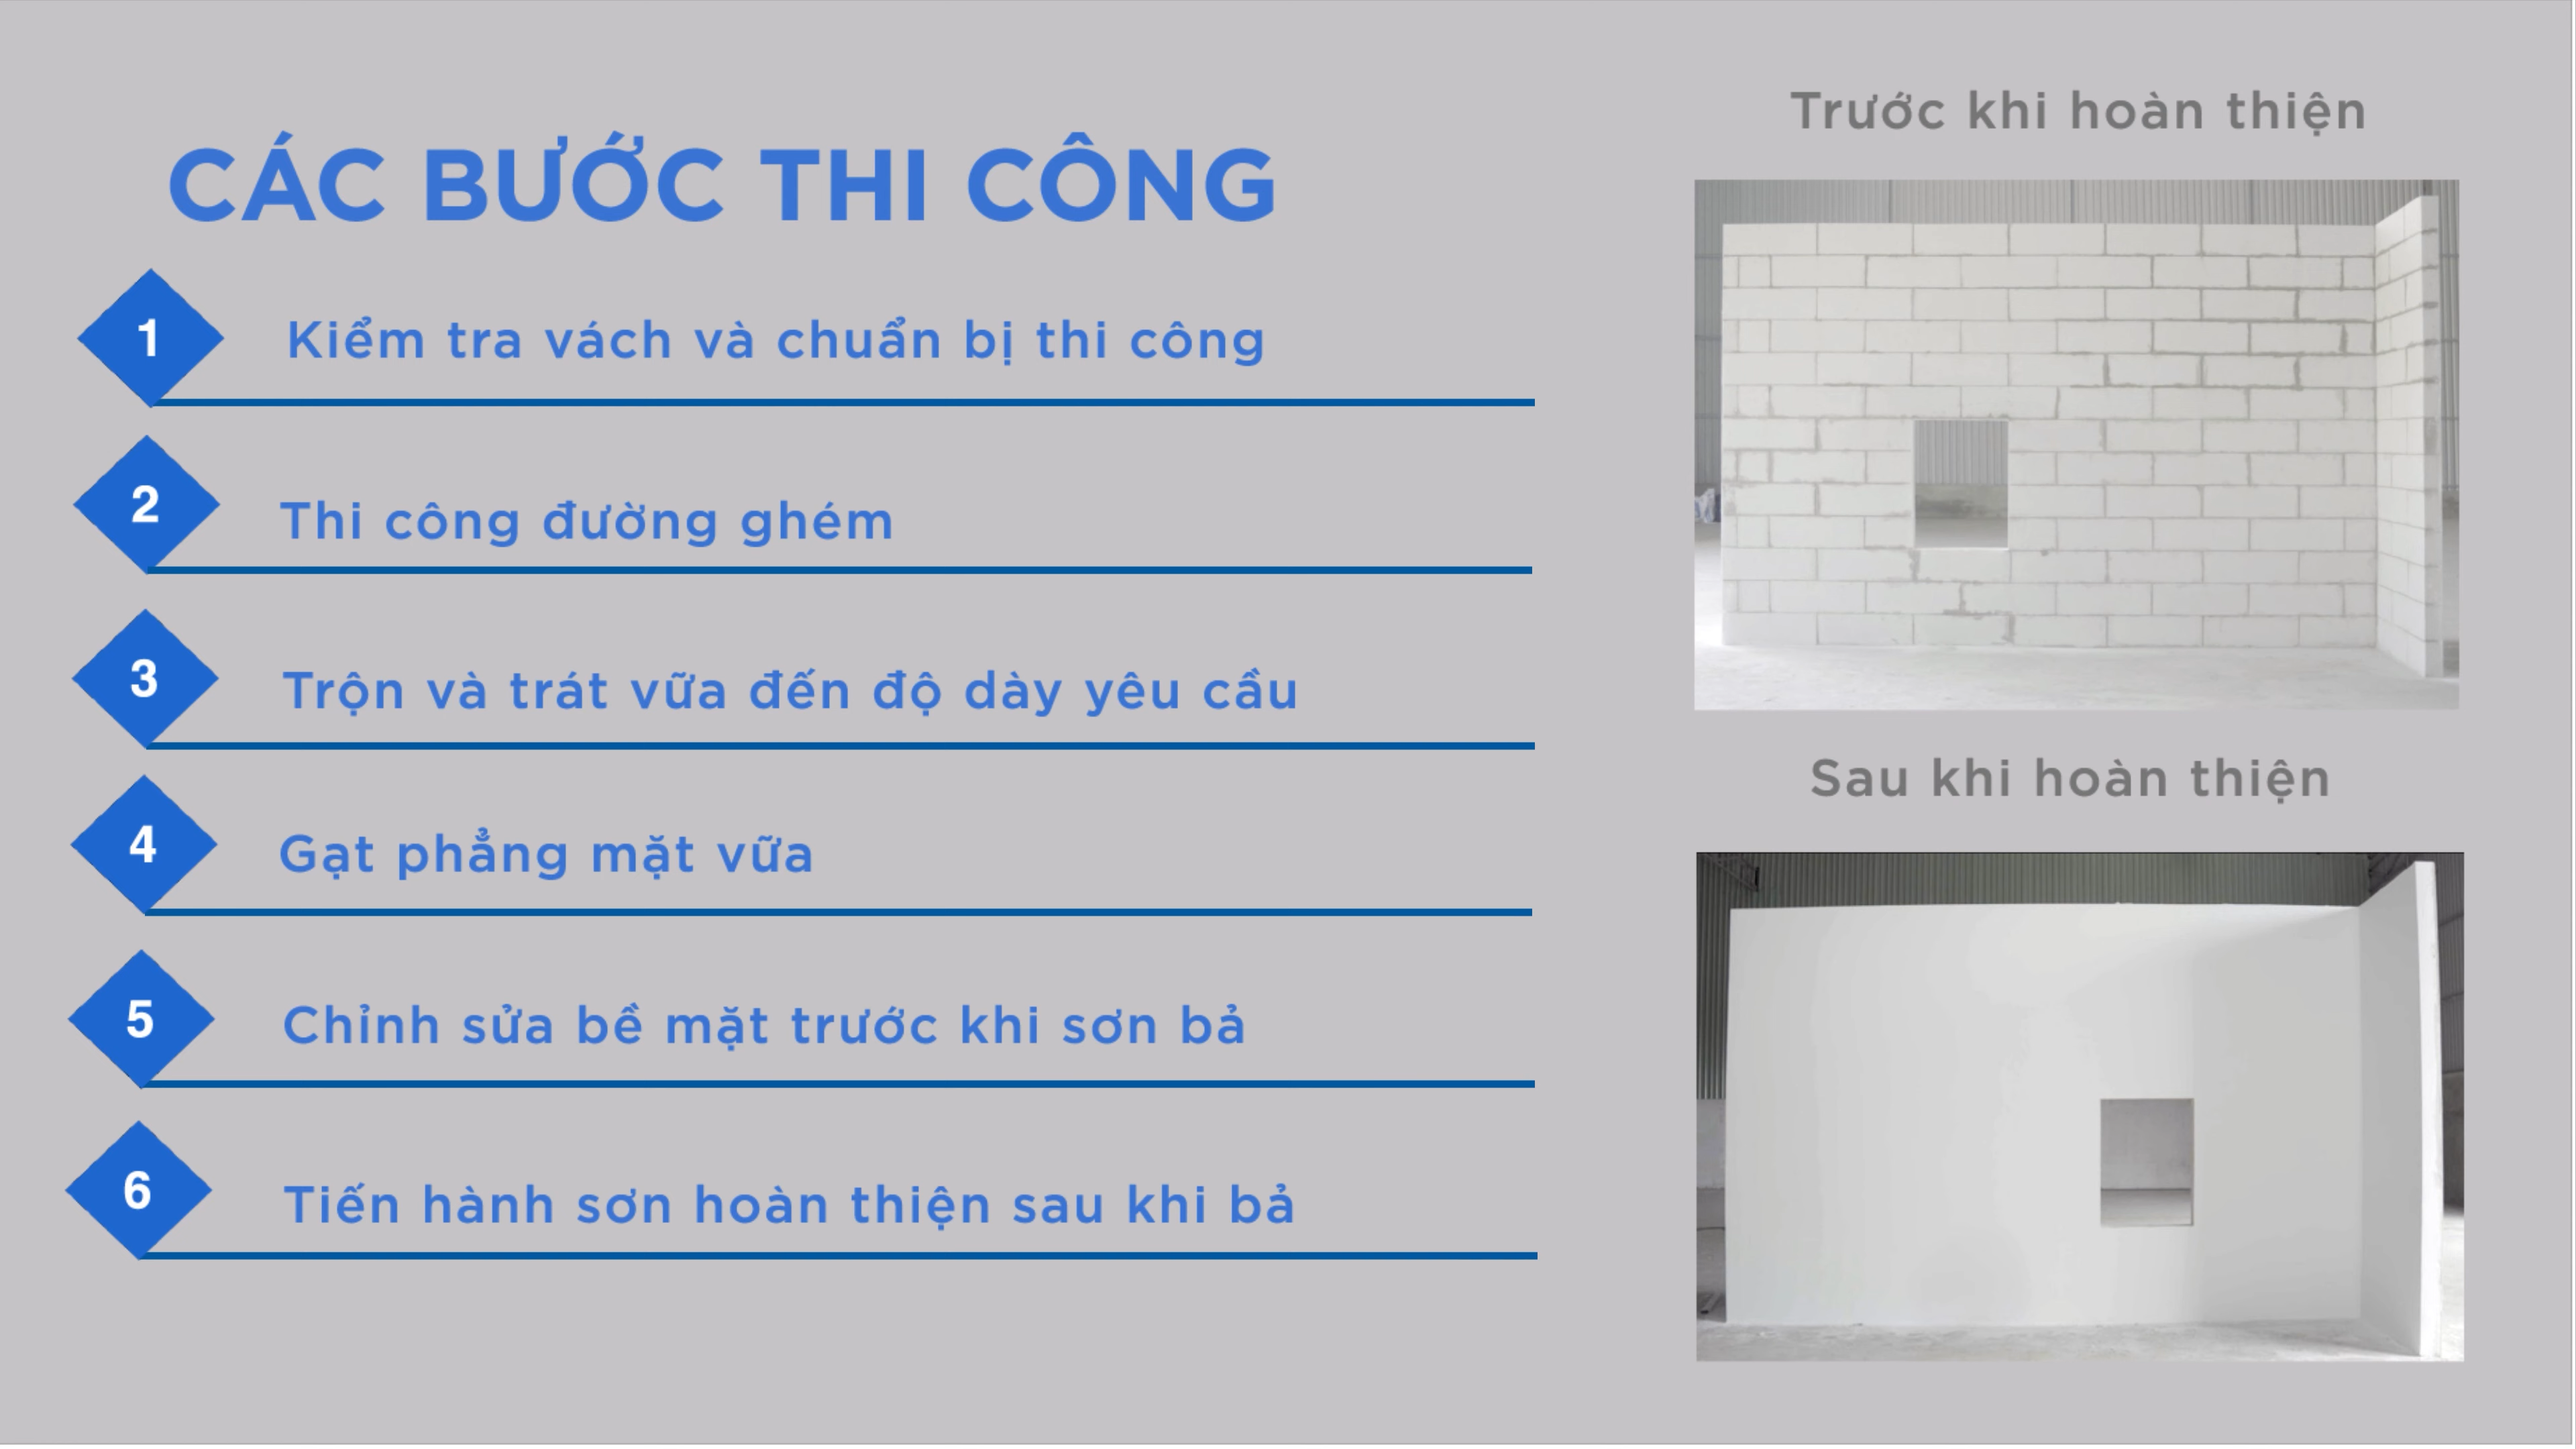 CÁC BƯỚC THI CÔNG
1 Kiểm tra vách và chuẩn bị thi công
2 Thi công đường ghém
3 Trộn và trát vữa đến độ dày yêu cầu
4 Gạt phẳng mặt vữa
5 Chỉnh sửa bề mặt trước khi sơn bả
6 Tiến hành sơn hoàn thiện sau khi bả
Trước khi hoàn thiện
Sau khi hoàn thiện